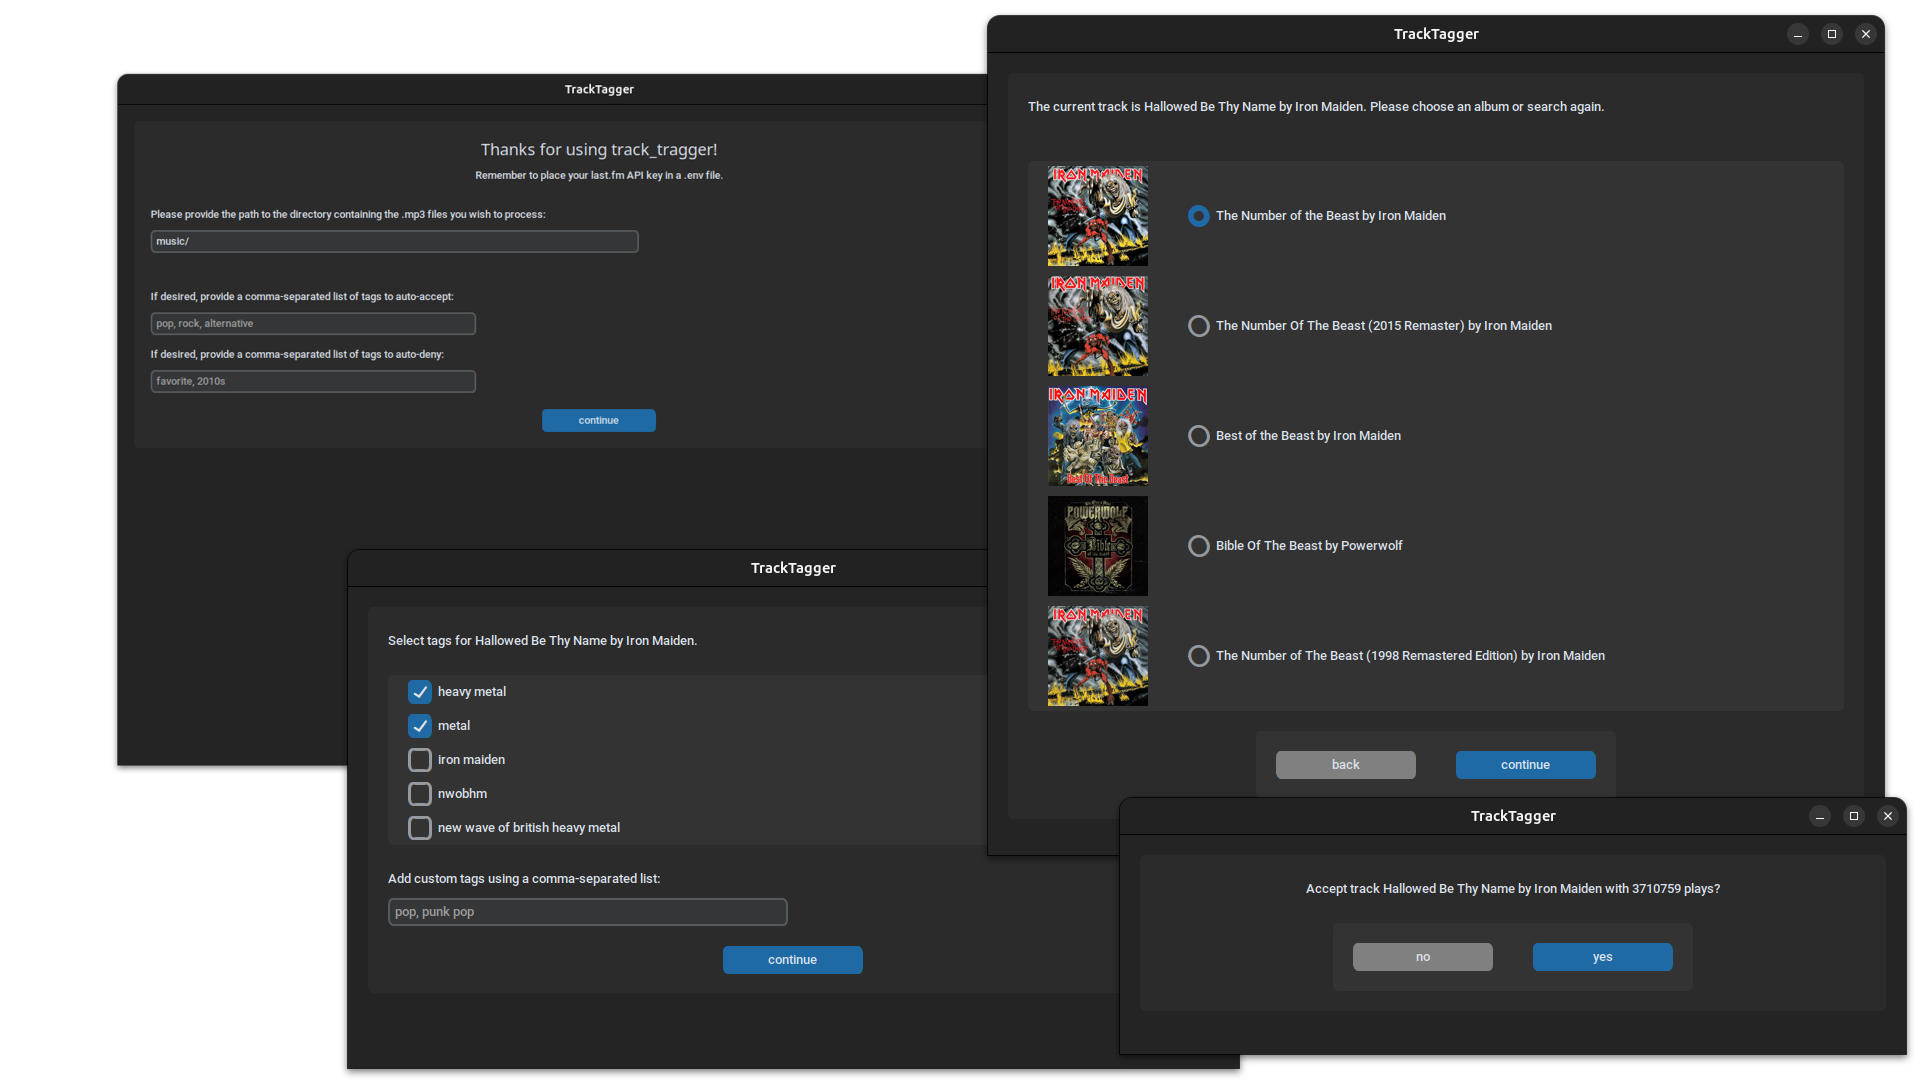 TrackTagger
Thanks for using track_tragger!
Remember to place your last.fm API key in a .env file.
Please provide the path to the directory containing the .mp3 files you wish to process:
music/
If desired, provide a comma-separated list of tags to auto-accept:
pop, rock, alternative
If desired, provide a comma-separated list of tags to auto-deny:
favorite, 2010s
continue
TrackTagger
Select tags for Hallowed Be Thy Name by Iron Maiden.
heavy metal
metal
iron maiden
nwobhm
new wave of british heavy metal
Add custom tags using a comma-separated list:
pop, punk pop
continue
TrackTagger
The current track is Hallowed Be Thy Name by Iron Maiden. Please choose an album or search again.
IRON MAIDEN
The Number of the Beast by Iron Maiden
IRON MAIDEN
The Number Of The Beast (2015 Remaster) by Iron Maiden
IRON MAIDEN
Best Of The Beast
Best of the Beast by Iron Maiden
POWERWOLF
Bible
Bible Of The Beast by Powerwolf
IRON MAIDEN
The Number of The Beast (1998 Remastered Edition) by Iron Maiden
back
continue
TrackTagger
Accept track Hallowed Be Thy Name by Iron Maiden with 3710759 plays?
no
yes